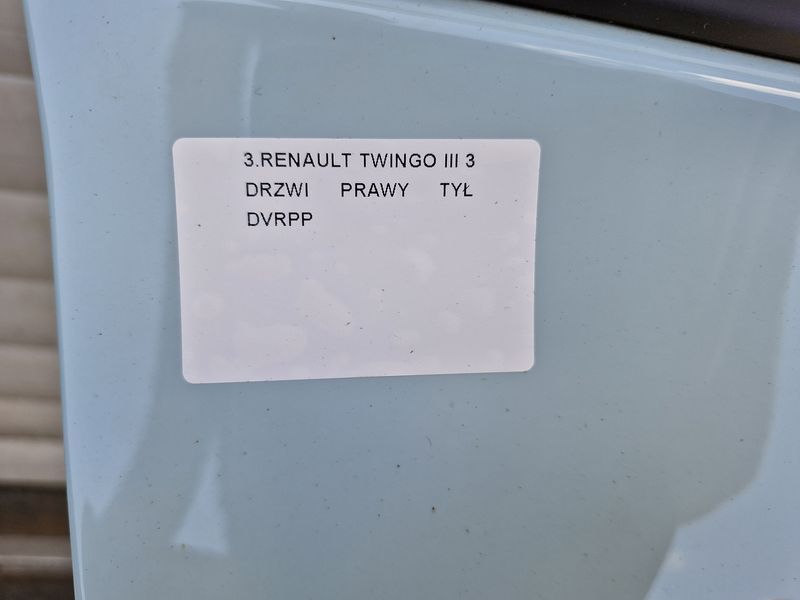 3.RENAULT TWINGO III 3
DRZWI PRAWY TYŁ
DVRPP